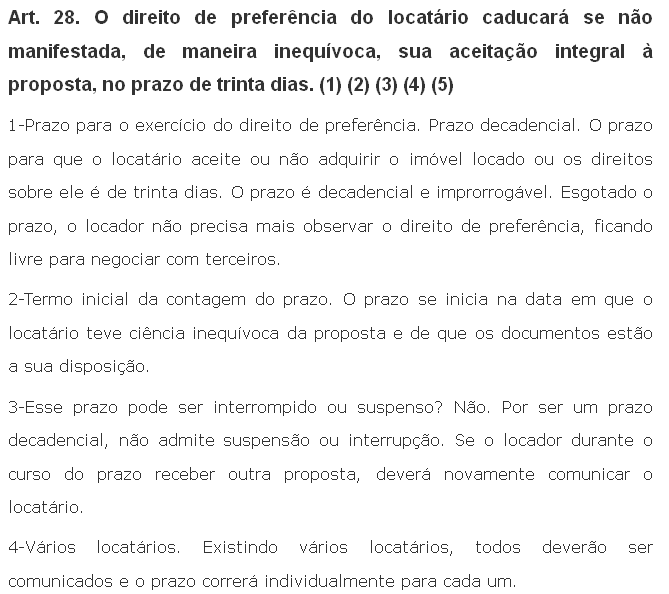 Art. 28. O direito de preferência do locatário caducará se não
manifestada, de maneira inequívoca, sua aceitação integral à
proposta, no prazo de trinta dias. (1) (2) (3) (4) (5)
1-Prazo para o exercício do direito de preferência. Prazo decadencial. O prazo
para que o locatário aceite ou não adquirir o imóvel locado ou os direitos
sobre ele é de trinta dias. O prazo é decadencial e improrrogável. Esgotado o
prazo, o locador não precisa mais observar o direito de preferência, ficando
livre para negociar com terceiros.
2-Termo inicial da contagem do prazo. O prazo se inicia na data em que o
locatário teve ciência inequívoca da proposta e de que os documentos estão
a sua disposição.
3-Esse prazo pode ser interrompido ou suspenso? Não. Por ser um prazo
decadencial, não admite suspensão ou interrupção. Se o locador durante o
curso do prazo receber outra proposta, deverá novamente comunicar o
locatário.
4-Vários locatários. Existindo vários locatários, todos deverão ser
comunicados e o prazo correrá individualmente para cada um.